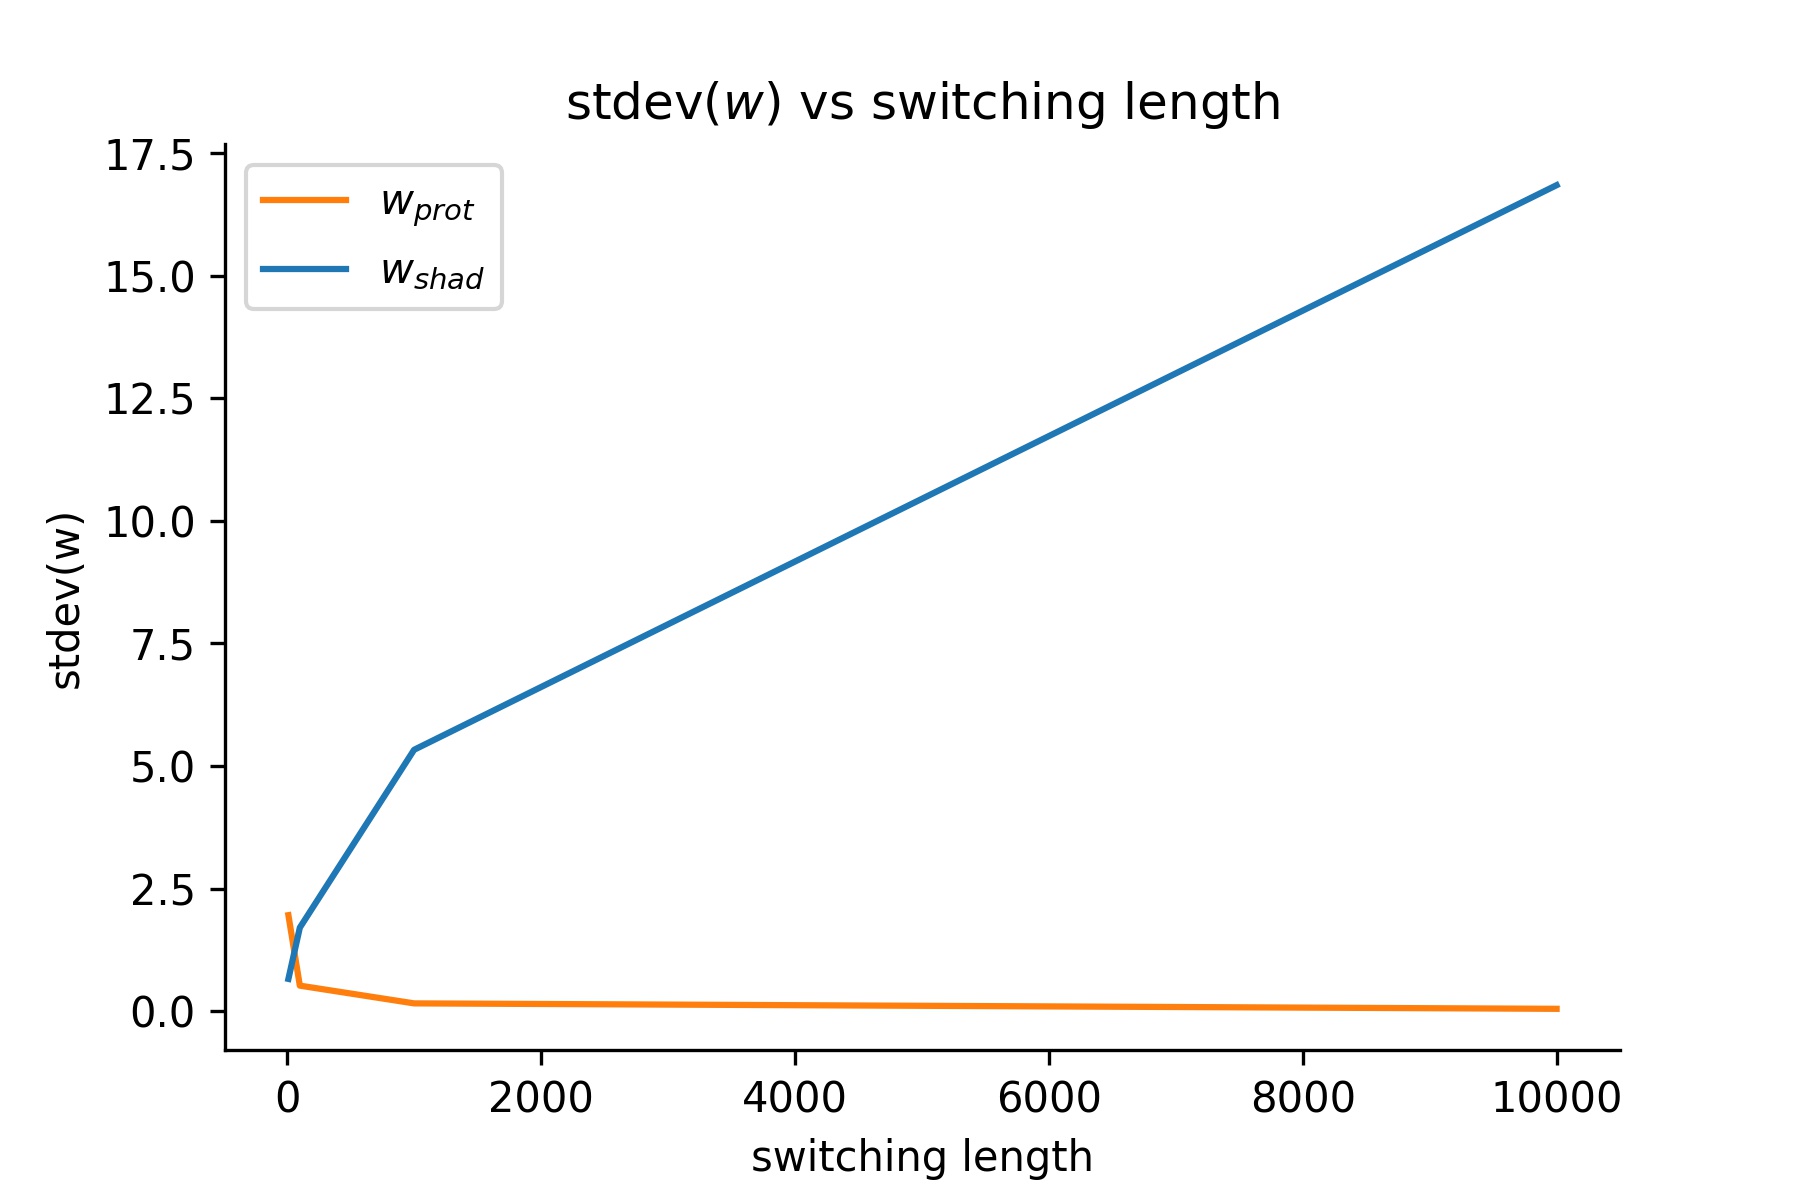 stdev(w) vs switching length
17.5
15.0
12.5
10.0
7.5
5.0
2.5
0.0
stdev(w)
w_prot
w_shad
0 2000 4000 6000 8000 10000
switching length